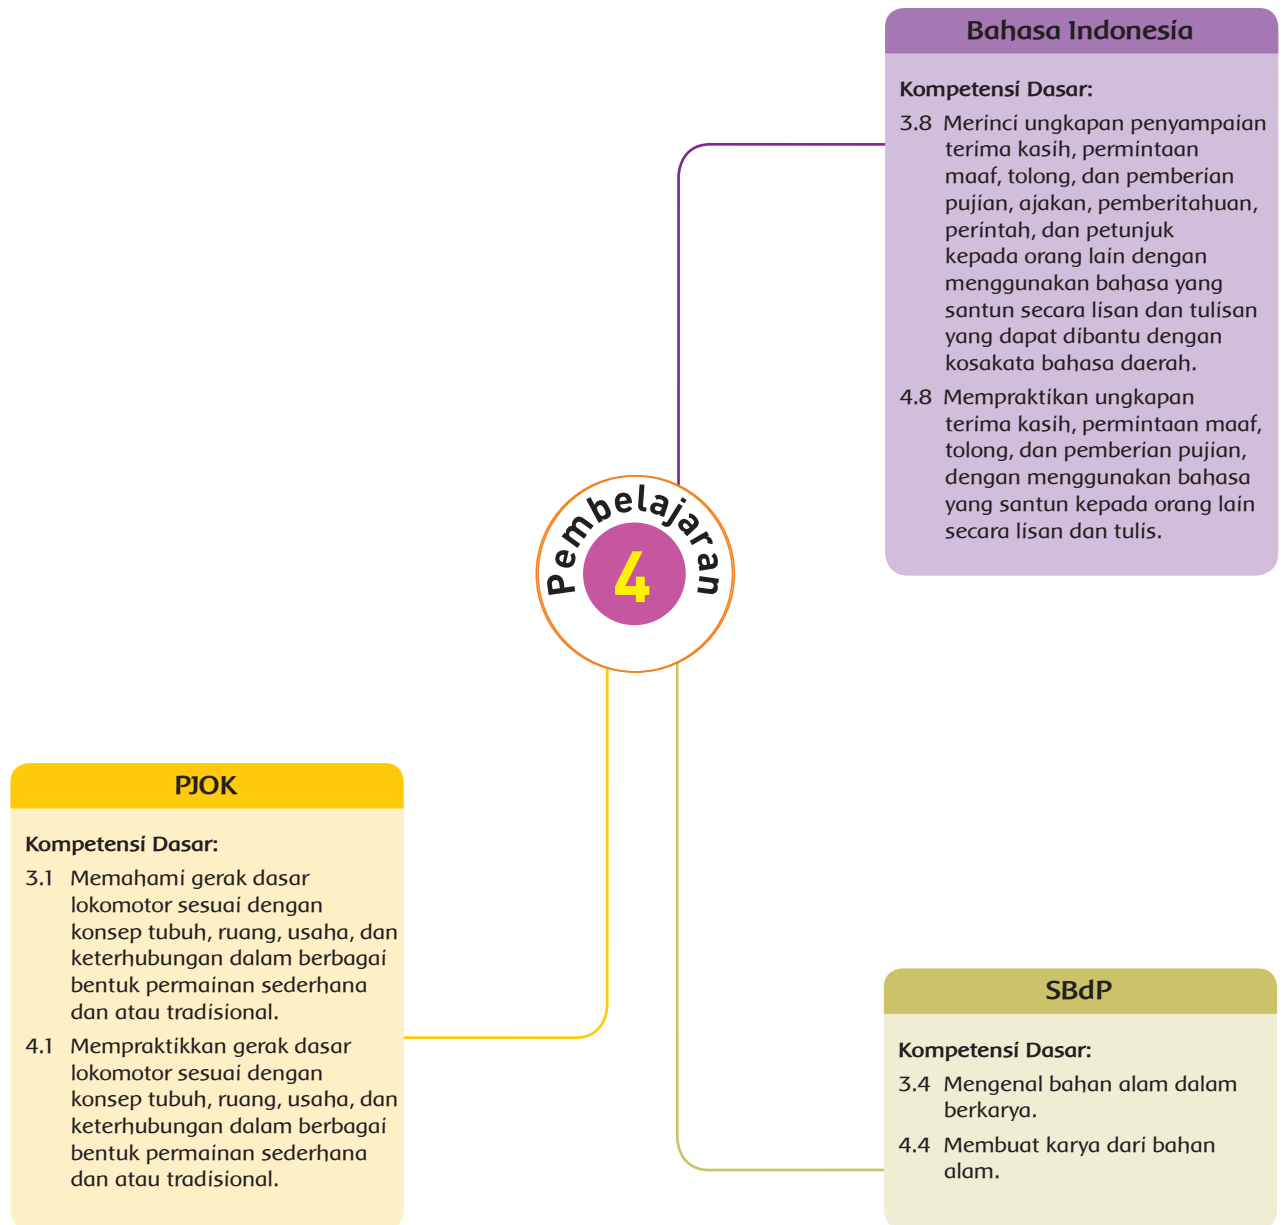 Bahasa Indonesia
Kompetensi Dasar:
3.8 Merinci ungkapan penyampaian
terima kasih, permintaan
maaf, tolong, dan pemberian
pujian, ajakan, pemberitahuan,
perintah, dan petunjuk
kepada orang lain dengan
menggunakan bahasa yang
santun secara lisan dan tulisan
yang dapat dibantu dengan
kosakata bahasa daerah.
4.8 Mempraktikan ungkapan
terima kasih, permintaan maaf,
tolong, dan pemberian pujian,
dengan menggunakan bahasa
yang santun kepada orang lain
secara lisan dan tulis.
Pembelajaran
4
PJOK
Kompetensi Dasar:
3.1 Memahami gerak dasar
lokomotor sesuai dengan
konsep tubuh, ruang, usaha, dan
keterhubungan dalam berbagai
bentuk permainan sederhana
dan atau tradisional.
4.1 Mempraktikkan gerak dasar
lokomotor sesuai dengan
konsep tubuh, ruang, usaha, dan
keterhubungan dalam berbagai
bentuk permainan sederhana
dan atau tradisional.
SBdP
Kompetensi Dasar:
3.4 Mengenal bahan alam dalam
berkarya.
4.4 Membuat karya dari bahan
alam.